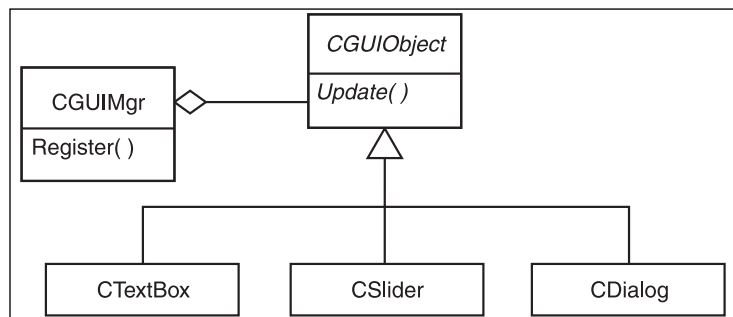 CGUIObject
Update( )
CGUIMgr
Register( )
CTextBox
CSlider
CDialog